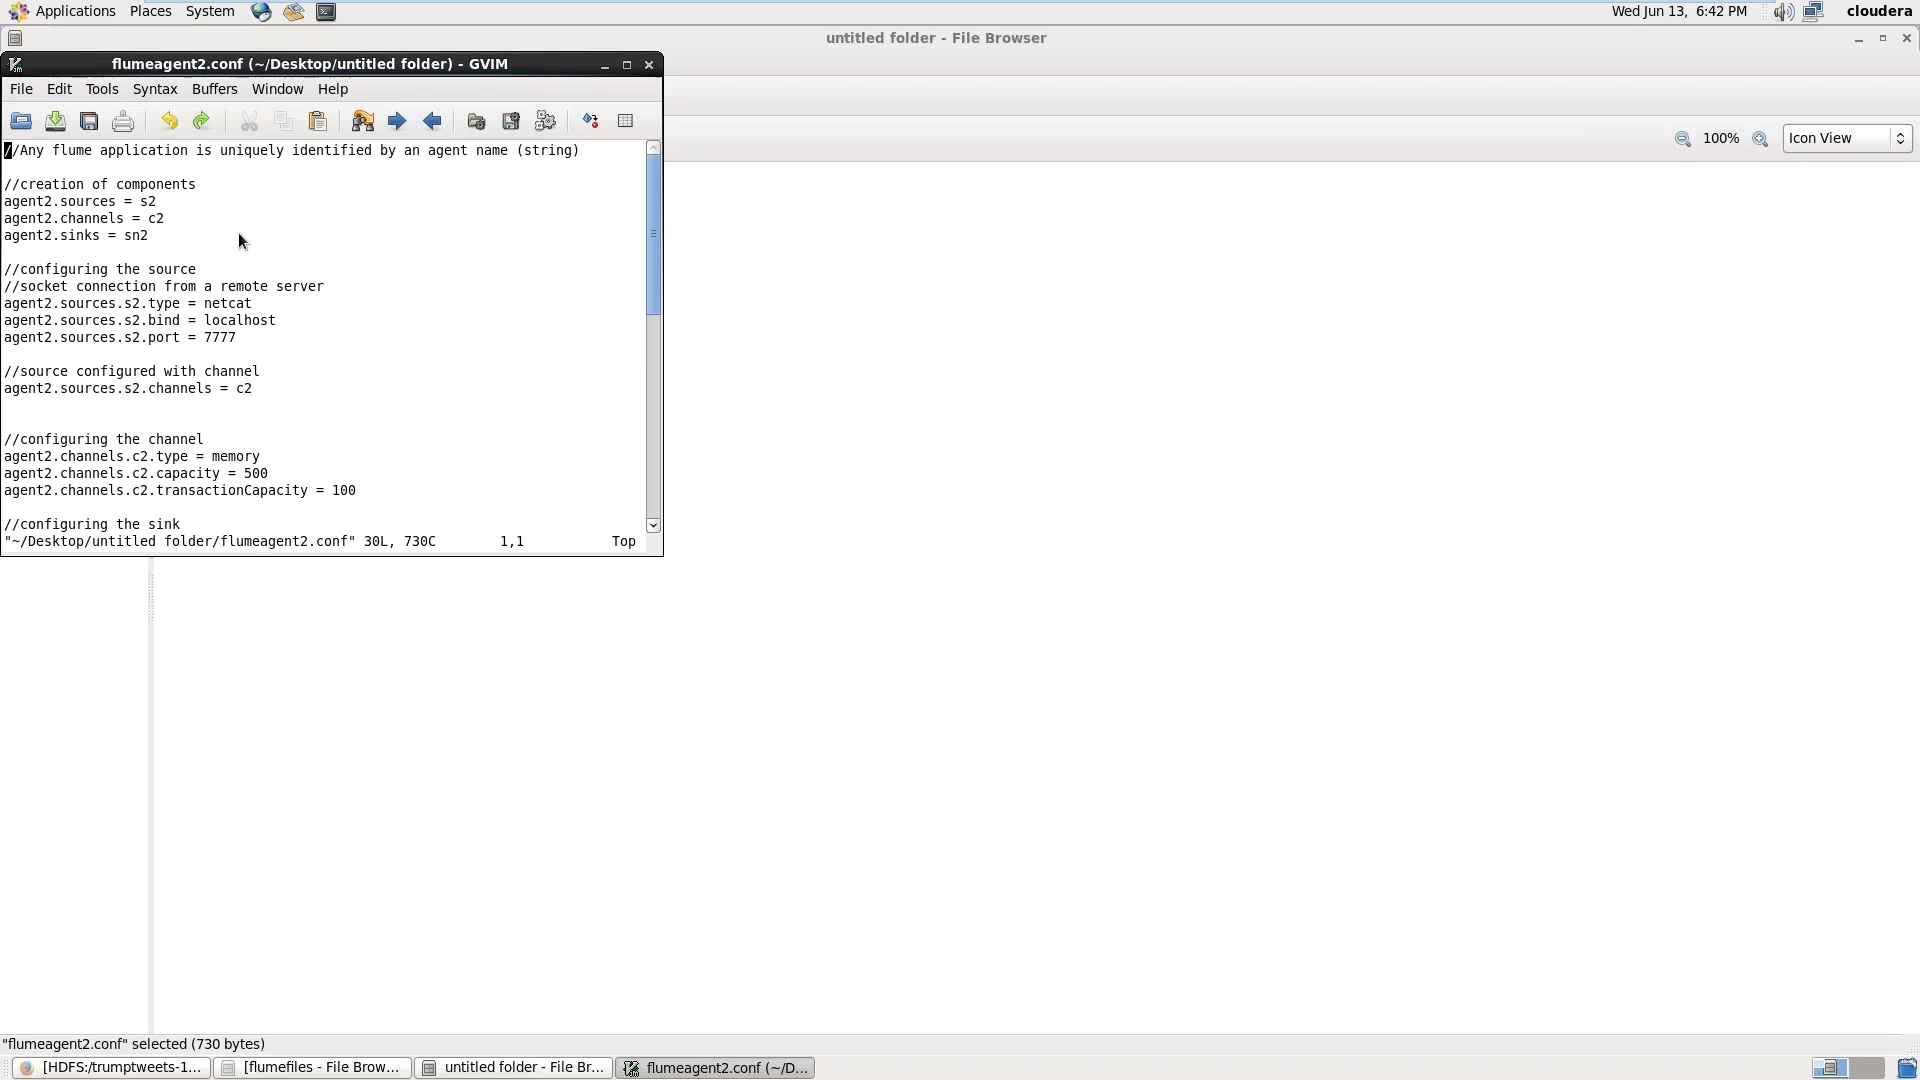 Applications Places System Wed Jun 13, 6:42 PM cloudera
untitled folder - File Browser
flumeagent2.conf (~/Desktop/untitled folder) - GVIM
File Edit Tools Syntax Buffers Window Help
100% Icon View
//Any flume application is uniquely identified by an agent name (string)
//creation of components
agent2.sources = s2
agent2.channels = c2
agent2.sinks = sn2
//configuring the source
//socket connection from a remote server
agent2.sources.s2.type = netcat
agent2.sources.s2.bind = localhost
agent2.sources.s2.port = 7777
//source configured with channel
agent2.sources.s2.channels = c2
//configuring the channel
agent2.channels.c2.type = memory
agent2.channels.c2.capacity = 500
agent2.channels.c2.transactionCapacity = 100
//configuring the sink
"~/Desktop/untitled folder/flumeagent2.conf" 30L, 730C 1,1 Top
"flumeagent2.conf" selected (730 bytes)
[HDFS:/trumptweets-1... [flumefiles - File Brow... untitled folder - File Br... flumeagent2.conf (~/D...